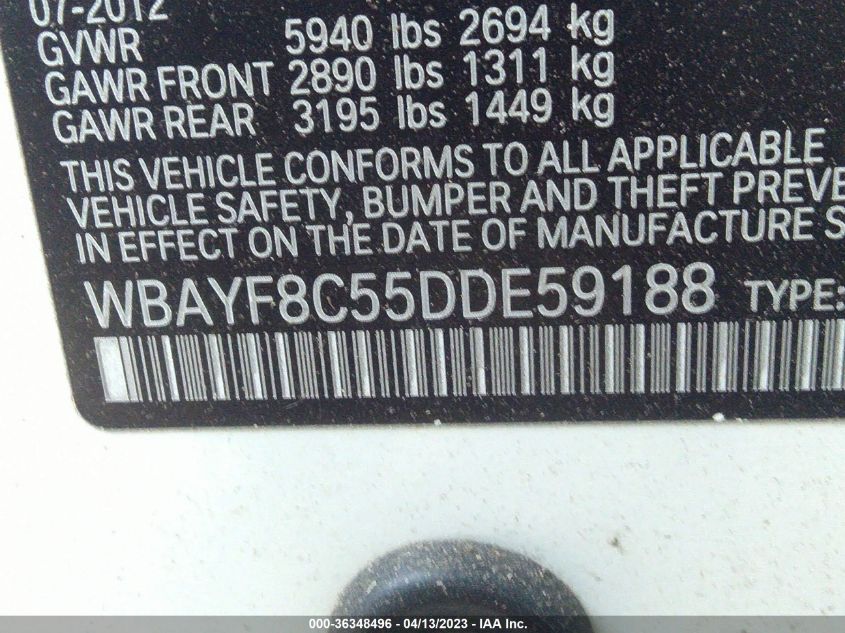 07-2012
GVWR 5940 lbs 2694 kg
GAWR FRONT 2890 lbs 1311 kg
GAWR REAR 3195 lbs 1449 kg
THIS VEHICLE CONFORMS TO ALL APPLICABLE
VEHICLE SAFETY, BUMPER AND THEFT PREVE
IN EFFECT ON THE DATE OF MANUFACTURE S
WBAYF8C55DDE59188 TYPE:
000-36348496 - 04/13/2023 - IAA Inc.